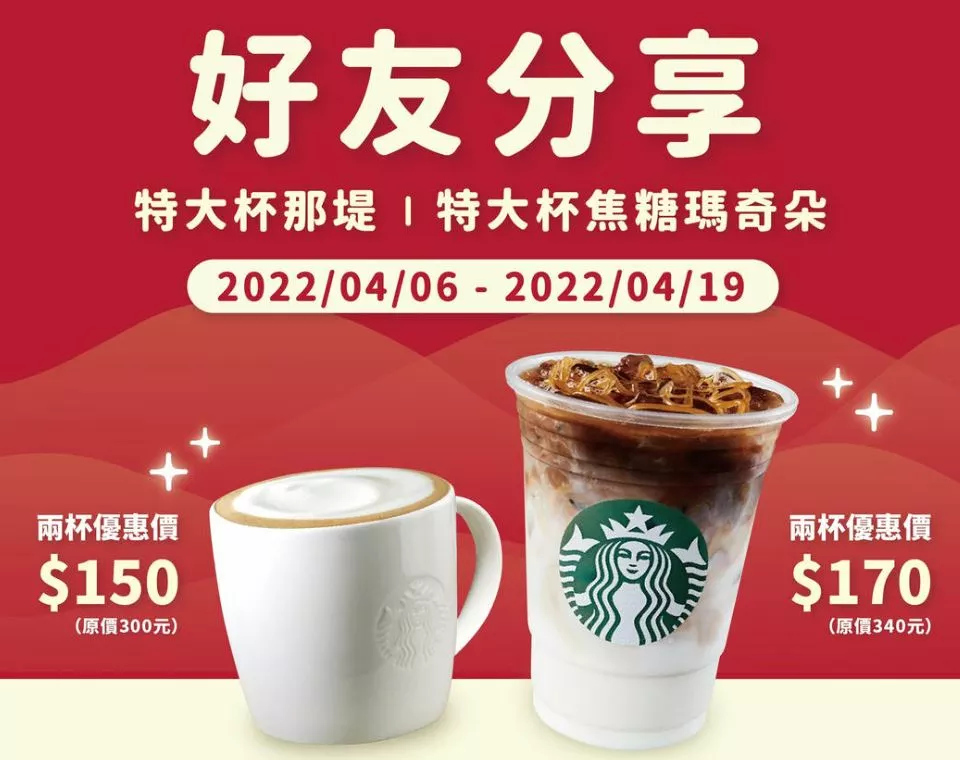 好友分享
特大杯那堤 | 特大杯焦糖瑪奇朵
2022/04/06 - 2022/04/19
兩杯優惠價
$150
(原價300元)
兩杯優惠價
$170
(原價340元)